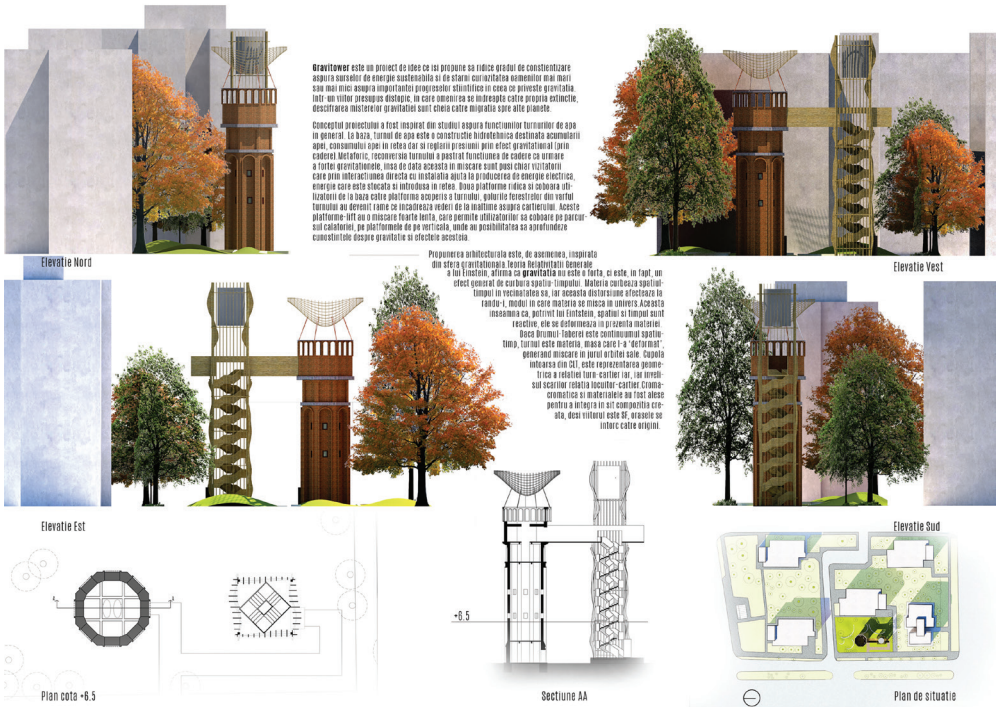 Gravitower este un proiect de idee ce isi propune sa ridice gradul de constientizare
aspura surselor de energie sustenabila si de starni curiozitatea oamenilor mai mari
sau mai mici asupra importantei progreselor stiintifice in ceea ce priveste gravitatia.
Intr-un viitor presupus distopic, in care omenirea se indreapta catre propria extinctie,
descifrarea misterelor gravitatiei sunt cheia catre migratia spre alte planete.
Conceptul proiectului a fost inspirat din studiul aspura functiunilor turnurilor de apa
in general. La baza, turnul de apa este o constructie hidrotehnica destinata acumularii
apei, consumului apei in retea dar si reglarii presiunii prin efect gravitational (prin
cadere).Metaforic, reconversia turnului a pastrat functiunea de cadere ca urmare
a fortei gravitationele, insa de data aceasta in miscare sunt pusi chiar vizitatorii
care prin interactiunea directa cu instalatia ajuta la producerea de energie electrica,
energie care este stocata si introdusa in retea. Doua platforme ridica si coboara uti-
lizatorii de la baza catre platforma acoperis a turnului, golurile ferestrelor din varful
turnului au devenit rame ce incadreaza vederi de la inaltime asupra cartierului. Aceste
platforme-lift au o miscare foarte lenta, care permite utilizatorilor sa coboare pe parcur-
sul calatoriei, pe platformele de pe verticala, unde au posibilitatea sa aprofundeze
cunostintele despre gravitatie si efectele acesteia.
Elevatie Nord
Elevatie Vest
Propunerea arhitecturala este, de asemenea, inspirata
din sfera gravitationala.Teoria Relativitatii Generale
a lui Einstein, afirma ca gravitatia nu este o forta, ci este, in fapt, un
efect generat de curbura spatiu-timpului. Materia curbeaza spatiul-
timpul in vecinatatea sa, iar aceasta distorsiune afecteaza la
randu-i, modul in care materia se misca in univers.Aceasta
inseamna ca, potrivit lui Eintstein, spatiul si timpul sunt
reactive, ele se deformeaza in prezenta materiei.
Daca Drumul-Taberei este continuumul spatiu-
timp, turnul este materia, masa care l-a "deformat",
generand miscare in jurul orbitei sale. Cupola
intoarsa din CLT, este reprezentarea geome-
trica a relatiei turn-cartier iar, iar inveli-
sul scarilor relatia locuitor-cartier.Croma-
cromatica si materialele au fost alese
pentru a integra in sit compozitia cre-
ata, desi viitorul este SF, orasele se
intorc catre origini.
Elevatie Est
Elevatie Sud
+6.5
Plan cota +6.5
Sectiune AA
Plan de situatie